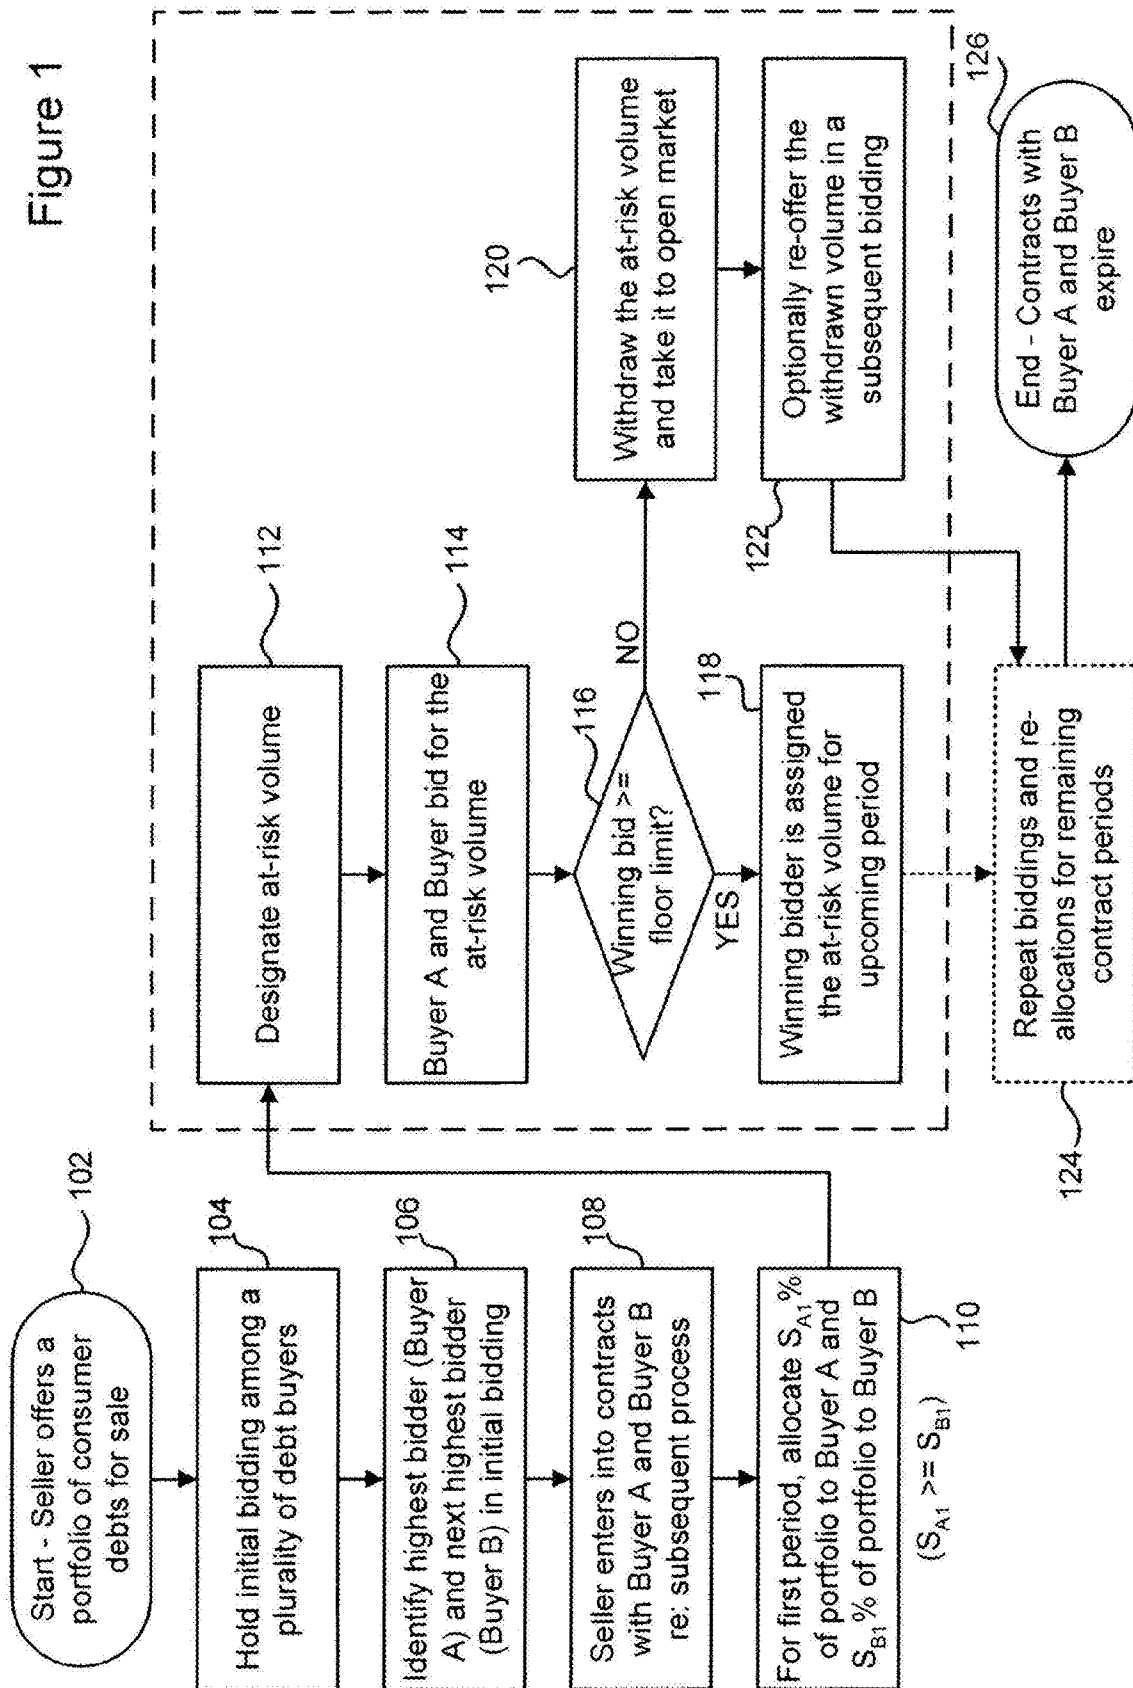 Figure 1
Start - Seller offers a
portfolio of consumer
debts for sale
102
Hold initial bidding among a
plurality of debt buyers
104
Identify highest bidder (Buyer
A) and next highest bidder
(Buyer B) in initial bidding
106
Seller enters into contracts
with Buyer A and Buyer B
re: subsequent process
108
For first period, allocate S_A1%
of portfolio to Buyer A and
S_B1% of portfolio to Buyer B
110
(S_A1 >= S_B1)
Designate at-risk volume
112
Buyer A and Buyer bid for the
at-risk volume
114
Winning bid >=
floor limit?
116
NO
YES
Winning bidder is assigned
the at-risk volume for
upcoming period
118
Withdraw the at-risk volume
and take it to open market
120
Optionally re-offer the
withdrawn volume in a
subsequent bidding
122
Repeat biddings and re-
allocations for remaining
contract periods
124
End - Contracts with
Buyer A and Buyer B
expire
126